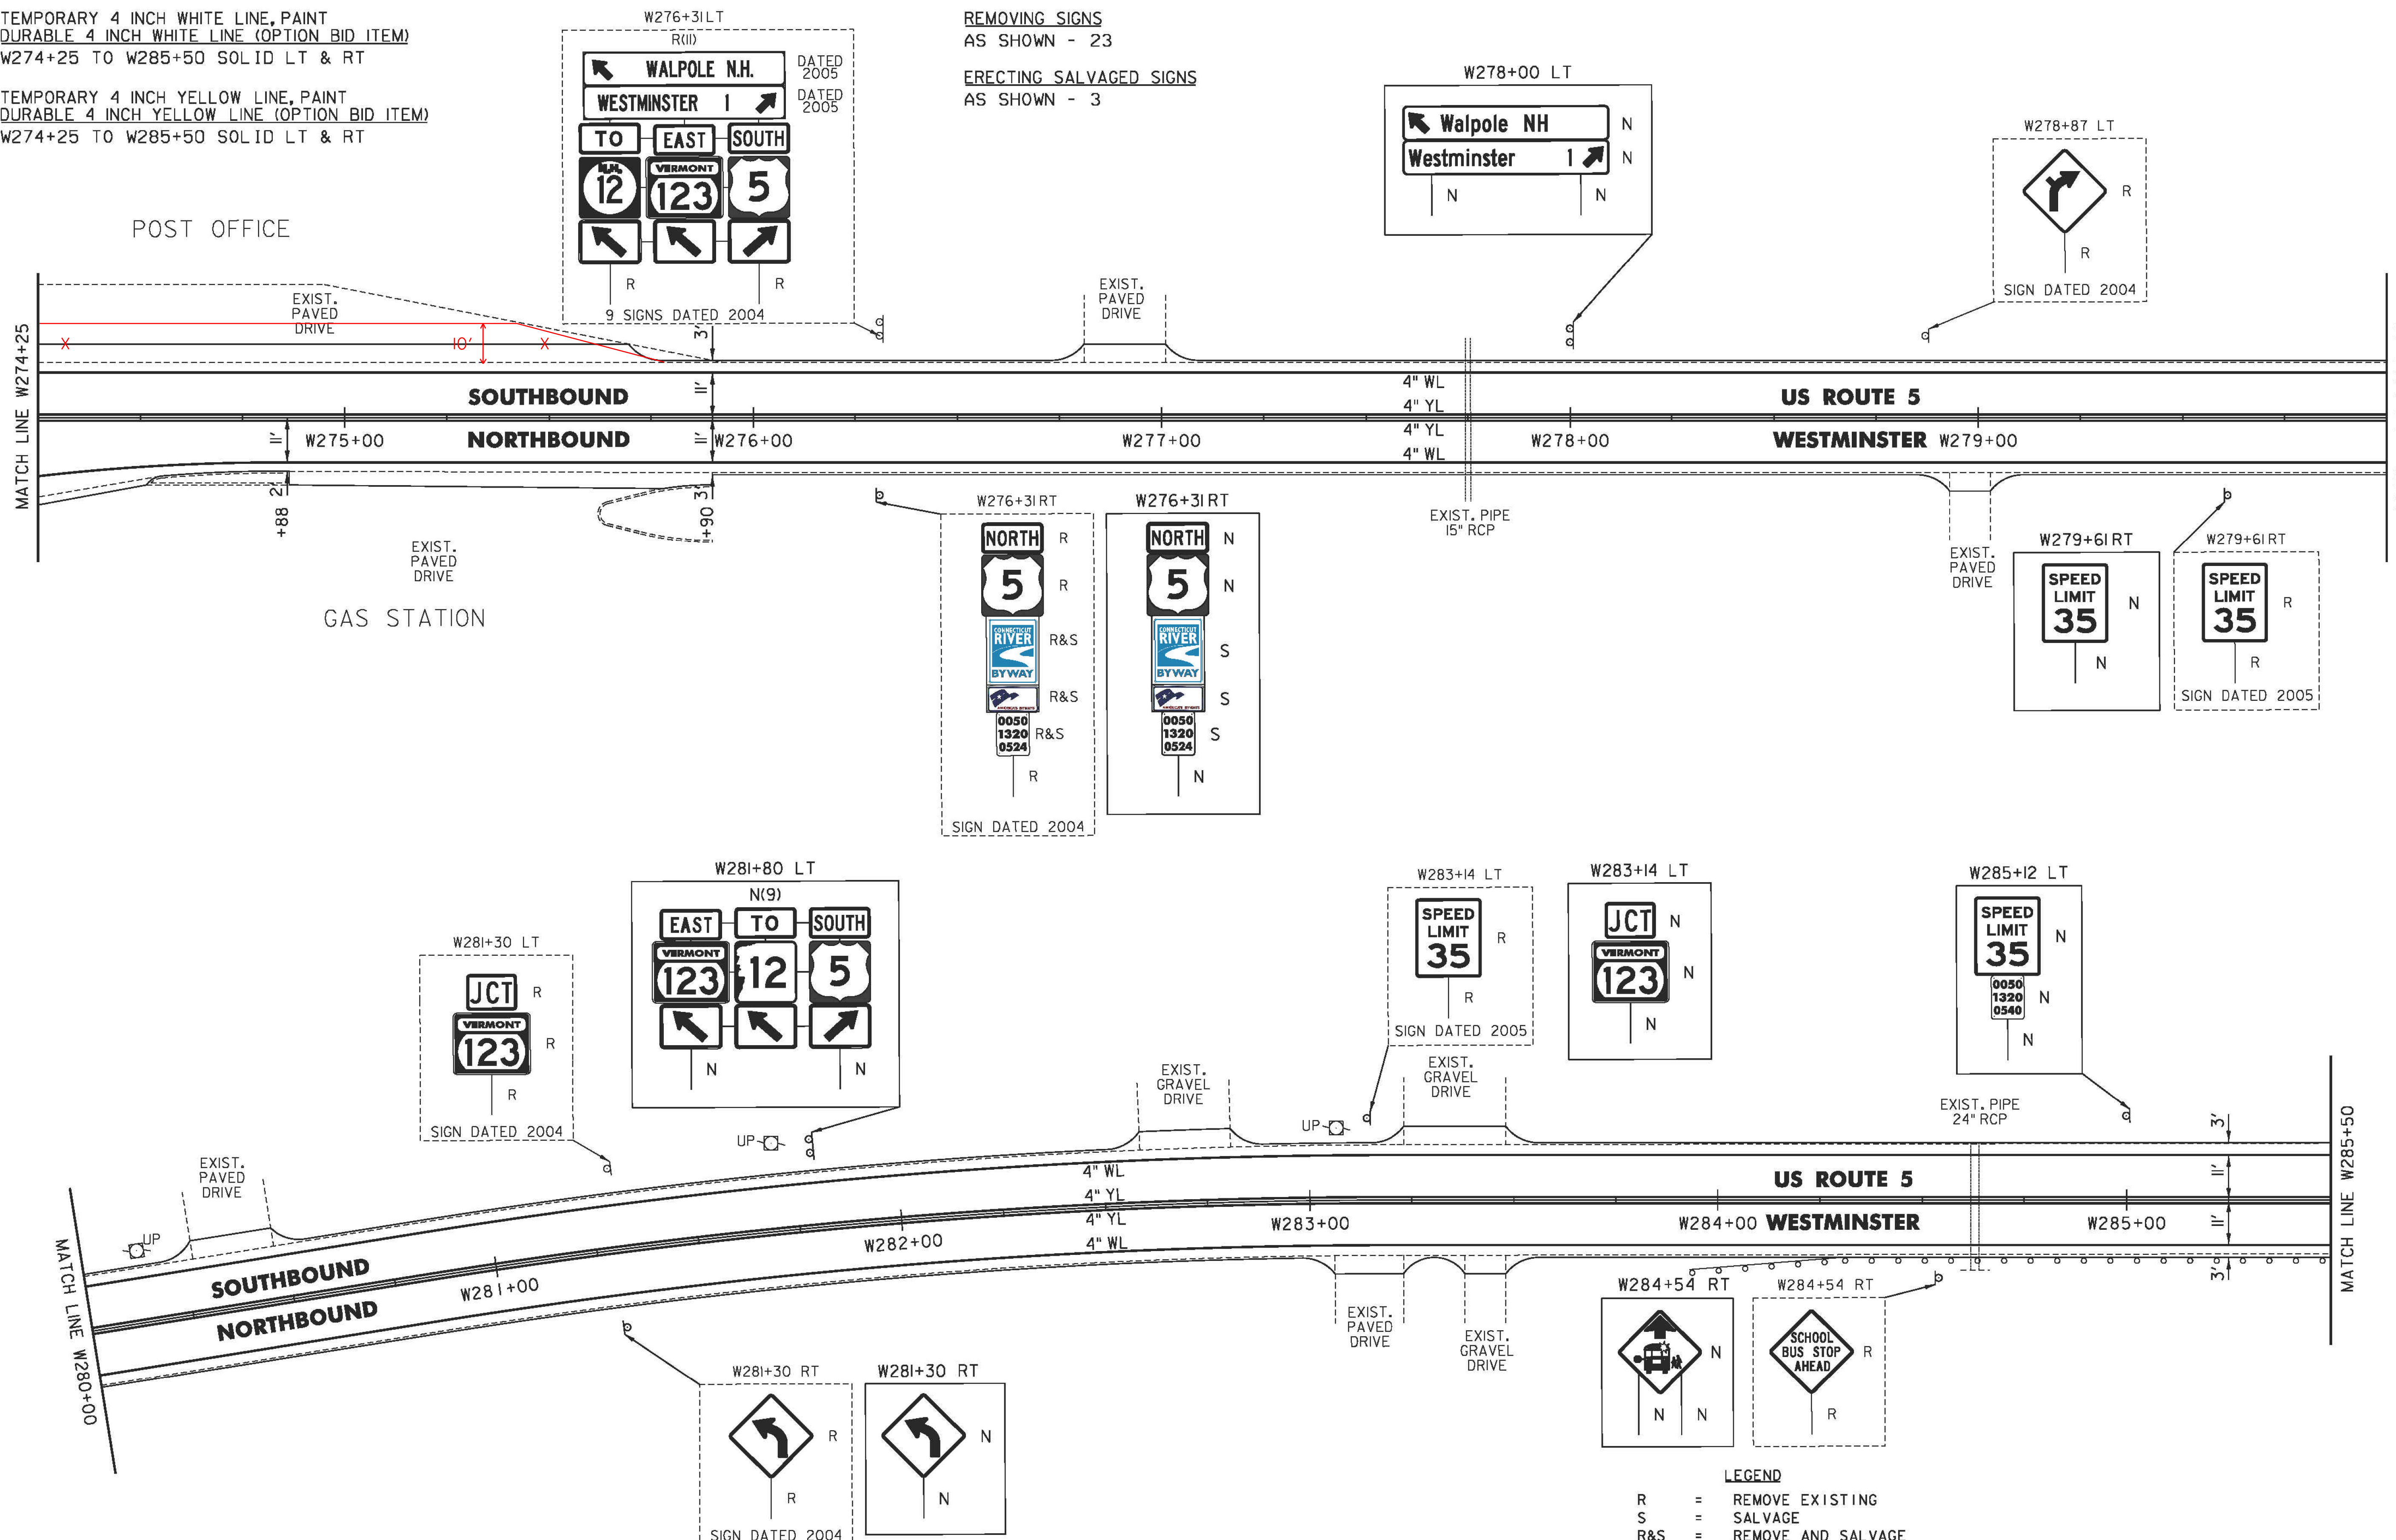 TEMPORARY 4 INCH WHITE LINE, PAINT
DURABLE 4 INCH WHITE LINE (OPTION BID ITEM)
W274+25 TO W285+50 SOLID LT & RT
TEMPORARY 4 INCH YELLOW LINE, PAINT
DURABLE 4 INCH YELLOW LINE (OPTION BID ITEM)
W274+25 TO W285+50 SOLID LT & RT
W276+31 LT
R(11)
WALPOLE N.H.
DATED
2005
WESTMINSTER 1
DATED
2005
TO EAST SOUTH
N.H.
12
VERMONT
123
5
R R
9 SIGNS DATED 2004
REMOVING SIGNS
AS SHOWN - 23
ERECTING SALVAGED SIGNS
AS SHOWN - 3
W278+00 LT
Walpole NH N
Westminster 1 N
N N
W278+87 LT
R
R
SIGN DATED 2004
POST OFFICE
EXIST.
PAVED
DRIVE
X 10' X
3'
EXIST.
PAVED
DRIVE
MATCH LINE W274+25
SOUTHBOUND
11'
4" WL
4" YL
US ROUTE 5
11'
W275+00
NORTHBOUND
11'
W276+00
W277+00
4" YL
4" WL
W278+00
WESTMINSTER
W279+00
+88 2'
+90 3'
EXIST.
PAVED
DRIVE
GAS STATION
W276+31 RT
NORTH R
5 R
CONNECTICUT
RIVER
BYWAY
R&S
AMERICA'S BYWAYS
R&S
0050
1320
0524
R&S
R
SIGN DATED 2004
W276+31 RT
NORTH N
5 N
CONNECTICUT
RIVER
BYWAY
S
AMERICA'S BYWAYS
S
0050
1320
0524
S
N
EXIST. PIPE
15" RCP
EXIST.
PAVED
DRIVE
W279+61 RT
SPEED
LIMIT
35
N
N
W279+61 RT
SPEED
LIMIT
35
R
R
SIGN DATED 2005
W281+30 LT
JCT R
VERMONT
123
R
R
SIGN DATED 2004
W281+80 LT
N(9)
EAST TO SOUTH
VERMONT
123
12
5
N N
W283+14 LT
SPEED
LIMIT
35
R
R
SIGN DATED 2005
W283+14 LT
JCT N
VERMONT
123
N
N
W285+12 LT
SPEED
LIMIT
35
N
0050
1320
0540
N
N
UP
EXIST.
PAVED
DRIVE
UP
EXIST.
GRAVEL
DRIVE
UP
EXIST.
GRAVEL
DRIVE
EXIST. PIPE
24" RCP
3'
MATCH LINE W280+00
SOUTHBOUND
NORTHBOUND
W281+00
W282+00
4" WL
4" YL
4" YL
4" WL
W283+00
US ROUTE 5
W284+00
WESTMINSTER
W285+00
11'
11'
3'
MATCH LINE W285+50
EXIST.
PAVED
DRIVE
EXIST.
GRAVEL
DRIVE
W281+30 RT
R
R
SIGN DATED 2004
W281+30 RT
N
N
W284+54 RT
N
N N
W284+54 RT
SCHOOL
BUS STOP
AHEAD
R
R
LEGEND
R = REMOVE EXISTING
S = SALVAGE
R&S = REMOVE AND SALVAGE